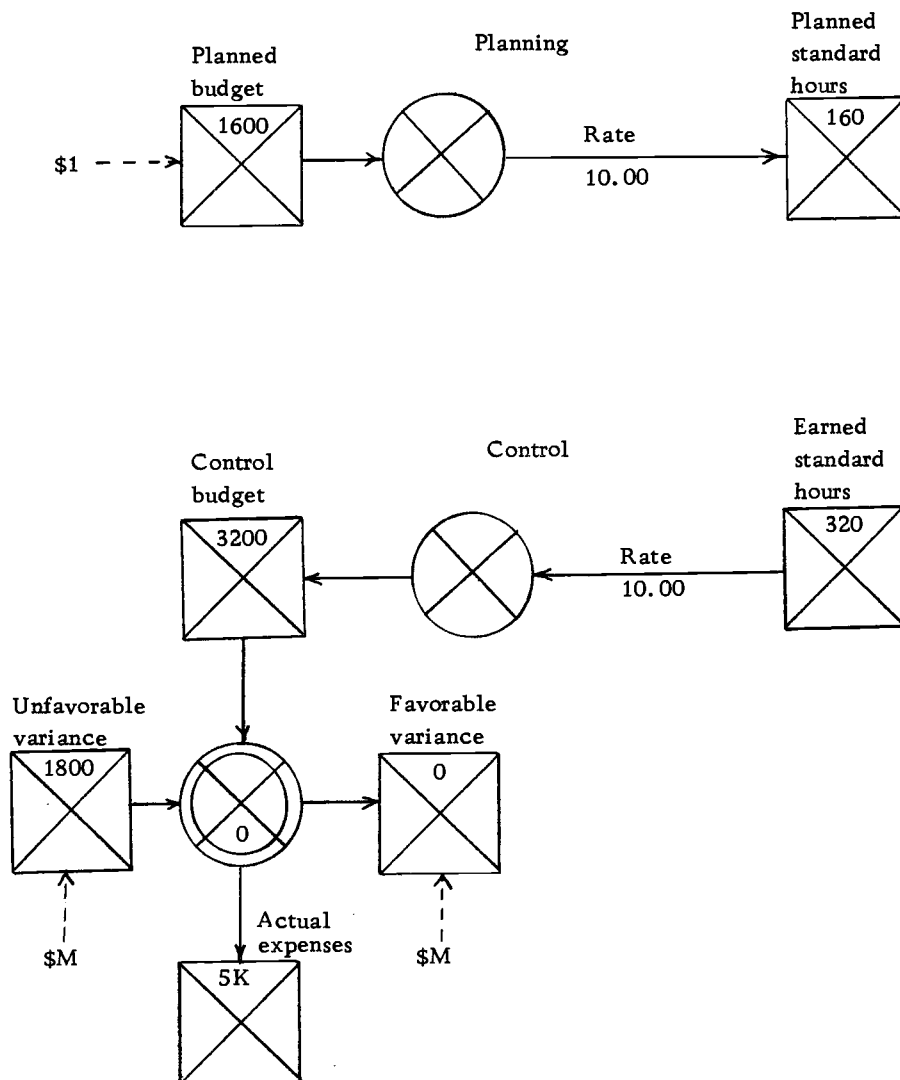 Planning
Planned
budget
1600
$1
Rate
10.00
Planned
standard
hours
160
Control
Control
budget
3200
Rate
10.00
Earned
standard
hours
320
Unfavorable
variance
1800
$M
0
Favorable
variance
0
$M
Actual
expenses
5K